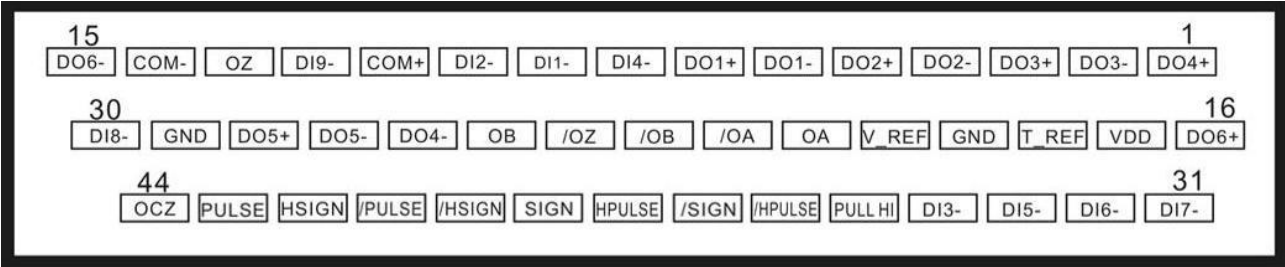 15 1
DO6- COM- OZ DI9- COM+ DI2- DI1- DI4- DO1+ DO1- DO2+ DO2- DO3+ DO3- DO4+
30 16
DI8- GND DO5+ DO5- DO4- OB /OZ /OB /OA OA V_REF GND T_REF VDD DO6+
44 31
OCZ PULSE HSIGN /PULSE /HSIGN SIGN HPULSE /SIGN /HPULSE PULL HI DI3- DI5- DI6- DI7-